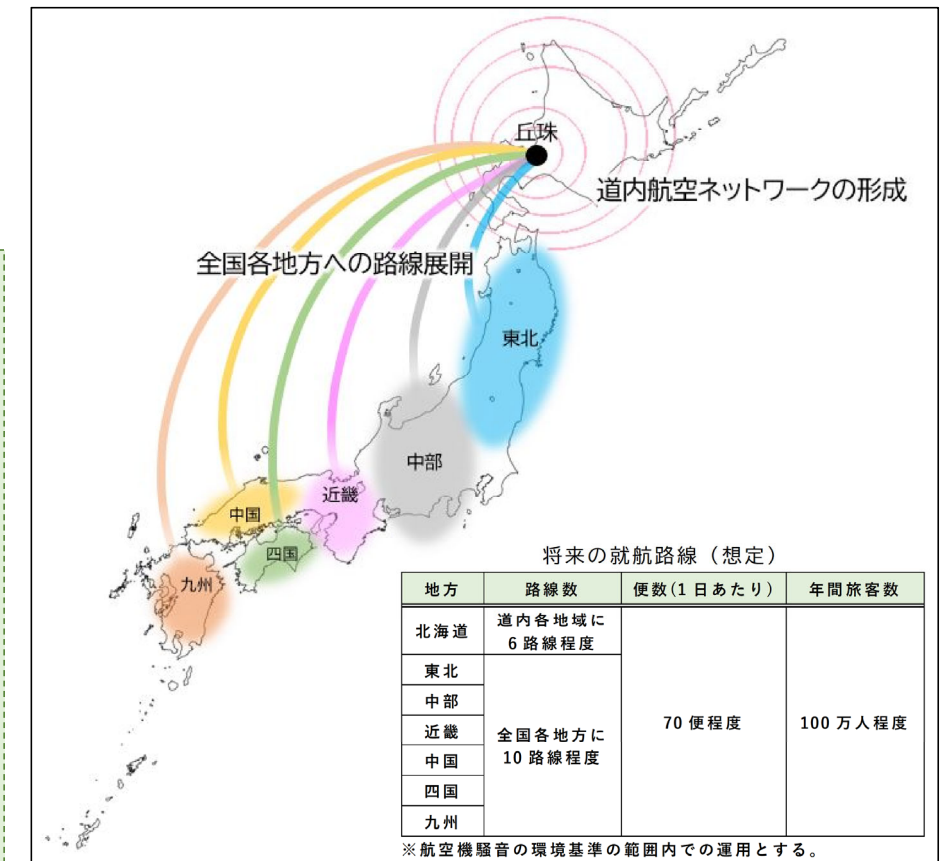 丘珠
道内航空ネットワークの形成
全国各地方への路線展開
東北
中部
近畿
中国
四国
九州
将来の就航路線（想定）
地方 路線数 便数(1日あたり) 年間旅客数
北海道 道内各地域に
6路線程度
東北
中部
近畿
中国
四国
九州
全国各地方に
10路線程度
70便程度
100万人程度
※航空機騒音の環境基準の範囲内での運用とする。